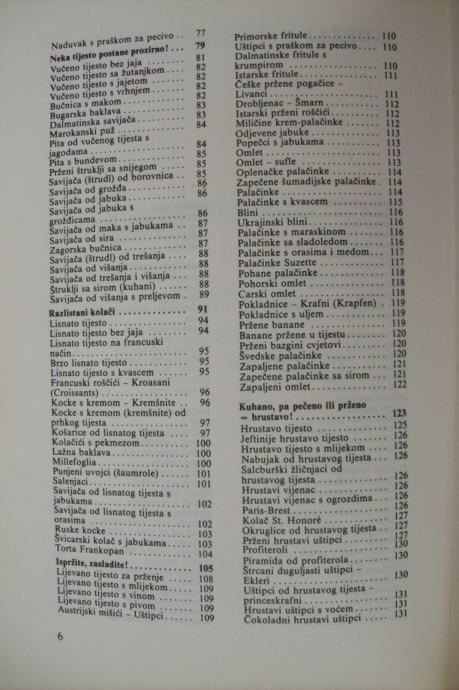 Naduvak s praškom za pecivo . . 77
Neka tijesto postane prozirno! . . . 79
Vučeno tijesto bez jaja . . . . . . . . 81
Vučeno tijesto sa žutanjkom . . . . 82
Vučeno tijesto s jajetom . . . . . . . 82
Vučeno tijesto s vrhnjem . . . . . . . 82
Bučnica s makom . . . . . . . . . . . . 82
Bugarska baklava . . . . . . . . . . . . 83
Dalmatinska savijača . . . . . . . . . . 83
Marokanski puž . . . . . . . . . . . . . 84
Pita od vučenog tijesta s
jagodama . . . . . . . . . . . . . . . . . 84
Pita s bundevom . . . . . . . . . . . . 85
Prženi štruklji sa snijegom . . . . . 85
Savijača (štrudl) od borovnica . . 85
Savijača od grožđa . . . . . . . . . . . 86
Savijača od jabuka . . . . . . . . . . . 86
Savijača od jabuka s
grožđicama . . . . . . . . . . . . . . . 86
Savijača od maka s jabukama . . . 87
Savijača od sira . . . . . . . . . . . . . 87
Zagorska bučnica . . . . . . . . . . . . 87
Savijača (štrudl) od trešanja . . . . 88
Savijača od višanja . . . . . . . . . . . 88
Savijača od trešanja i višanja . . . 88
Štruklji sa sirom (kuhani) . . . . . . 88
Savijača od višanja s preljevom . . 89
Razlistani kolači . . . . . . . . . . . . . 91
Lisnato tijesto . . . . . . . . . . . . . . 94
Lisnato tijesto bez jaja . . . . . . . . 94
Lisnato tijesto na francuski
način . . . . . . . . . . . . . . . . . . . . 95
Brzo lisnato tijesto . . . . . . . . . . . 95
Lisnato tijesto s kvascem . . . . . . 95
Francuski roščići – Kroasani
(Croissants) . . . . . . . . . . . . . . . . 96
Kocke s kremom – Kremšnite . . 96
Kocke s kremom (kremšnite) od
prhkog tijesta . . . . . . . . . . . . . . 97
Košarice od lisnatog tijesta . . . . 97
Kolačići s pekmezom . . . . . . . . . 100
Lažna baklava . . . . . . . . . . . . . . 100
Millefoglia . . . . . . . . . . . . . . . . . 100
Punjeni uvojci (šaumrole) . . . . . . 101
Salenjaci . . . . . . . . . . . . . . . . . . 101
Savijača od lisnatog tijesta s
jabukama . . . . . . . . . . . . . . . . . 102
Savijača od lisnatog tijesta s
orasima . . . . . . . . . . . . . . . . . . 102
Ruske kocke . . . . . . . . . . . . . . . 103
Švicarski kolač s jabukama . . . . . 103
Torta Frankopan . . . . . . . . . . . . 104
Ispržite, zasladite! . . . . . . . . . . . . 105
Lijevano tijesto za prženje . . . . . 108
Lijevano tijesto s mlijekom . . . . . 109
Lijevano tijesto s vinom . . . . . . . 109
Lijevano tijesto s pivom . . . . . . . 109
Austrijski mišići – Uštipci . . . . . . 109
6
Primorske fritule . . . . . . . . . . . . 110
Uštipci s praškom za pecivo . . . . 110
Dalmatinske fritule s
krumpirom . . . . . . . . . . . . . . . . 110
Istarske fritule . . . . . . . . . . . . . . 111
Češke pržene pogačice –
Livanci . . . . . . . . . . . . . . . . . . . 111
Drobljenac – Šmarn . . . . . . . . . . 112
Istarski prženi roščići . . . . . . . . . 112
Miličine krem-palačinke . . . . . . . 112
Odjevene jabuke . . . . . . . . . . . . 113
Popečci s jabukama . . . . . . . . . . 113
Omlet . . . . . . . . . . . . . . . . . . . . 113
Omlet – sufle . . . . . . . . . . . . . . . 113
Oplenačke palačinke . . . . . . . . . 114
Zapečene šumadijske palačinke . 114
Palačinke . . . . . . . . . . . . . . . . . 114
Palačinke s kvascem . . . . . . . . . 115
Blini . . . . . . . . . . . . . . . . . . . . . 116
Ukrajinski blini . . . . . . . . . . . . . 116
Palačinke s maraskinom . . . . . . . 116
Palačinke sa sladoledom . . . . . . . 116
Palačinke s orasima i medom . . . 117
Palačinke Suzette . . . . . . . . . . . . 117
Pohane palačinke . . . . . . . . . . . . 118
Pohorski omlet . . . . . . . . . . . . . 118
Carski omlet . . . . . . . . . . . . . . . 118
Pokladnice – Krafni (Krapfen) . . 119
Pokladnice s uljem . . . . . . . . . . . 119
Pržene banane . . . . . . . . . . . . . . 119
Banane pržene u tijestu . . . . . . . 120
Prženi bazgini cvjetovi . . . . . . . . 120
Švedske palačinke . . . . . . . . . . . 120
Zapaljene palačinke . . . . . . . . . . 121
Zapečene palačinke sa sirom . . . 121
Zapaljeni omlet . . . . . . . . . . . . . 122
Kuhano, pa pečeno ili prženo
= hrustavo! . . . . . . . . . . . . . . . . 123
Hrustavo tijesto . . . . . . . . . . . . . 125
Jeftinije hrustavo tijesto . . . . . . . 126
Hrustavo tijesto s mlijekom . . . . 126
Nabujak od hrustavog tijesta . . . 126
Salcburški žličnjaci od
hrustavog tijesta . . . . . . . . . . . . 126
Hrustavi vijenac . . . . . . . . . . . . . 126
Hrustavi vijenac s ogrozdima . . . 126
Paris-Brest . . . . . . . . . . . . . . . . . 126
Kolač St. Honoré . . . . . . . . . . . . 127
Okruglice od hrustavog tijesta . . 127
Prženi hrustavi uštipci . . . . . . . . 127
Profiteroli . . . . . . . . . . . . . . . . . 130
Piramida od profiterola . . . . . . . . 130
Štrcani duguljasti uštipci –
Ekleri . . . . . . . . . . . . . . . . . . . . 130
Uštipci od hrustavog tijesta –
princeskrafni . . . . . . . . . . . . . . . 131
Hrustavi uštipci s voćem . . . . . . . 131
Čokoladni hrustavi uštipci . . . . . 131